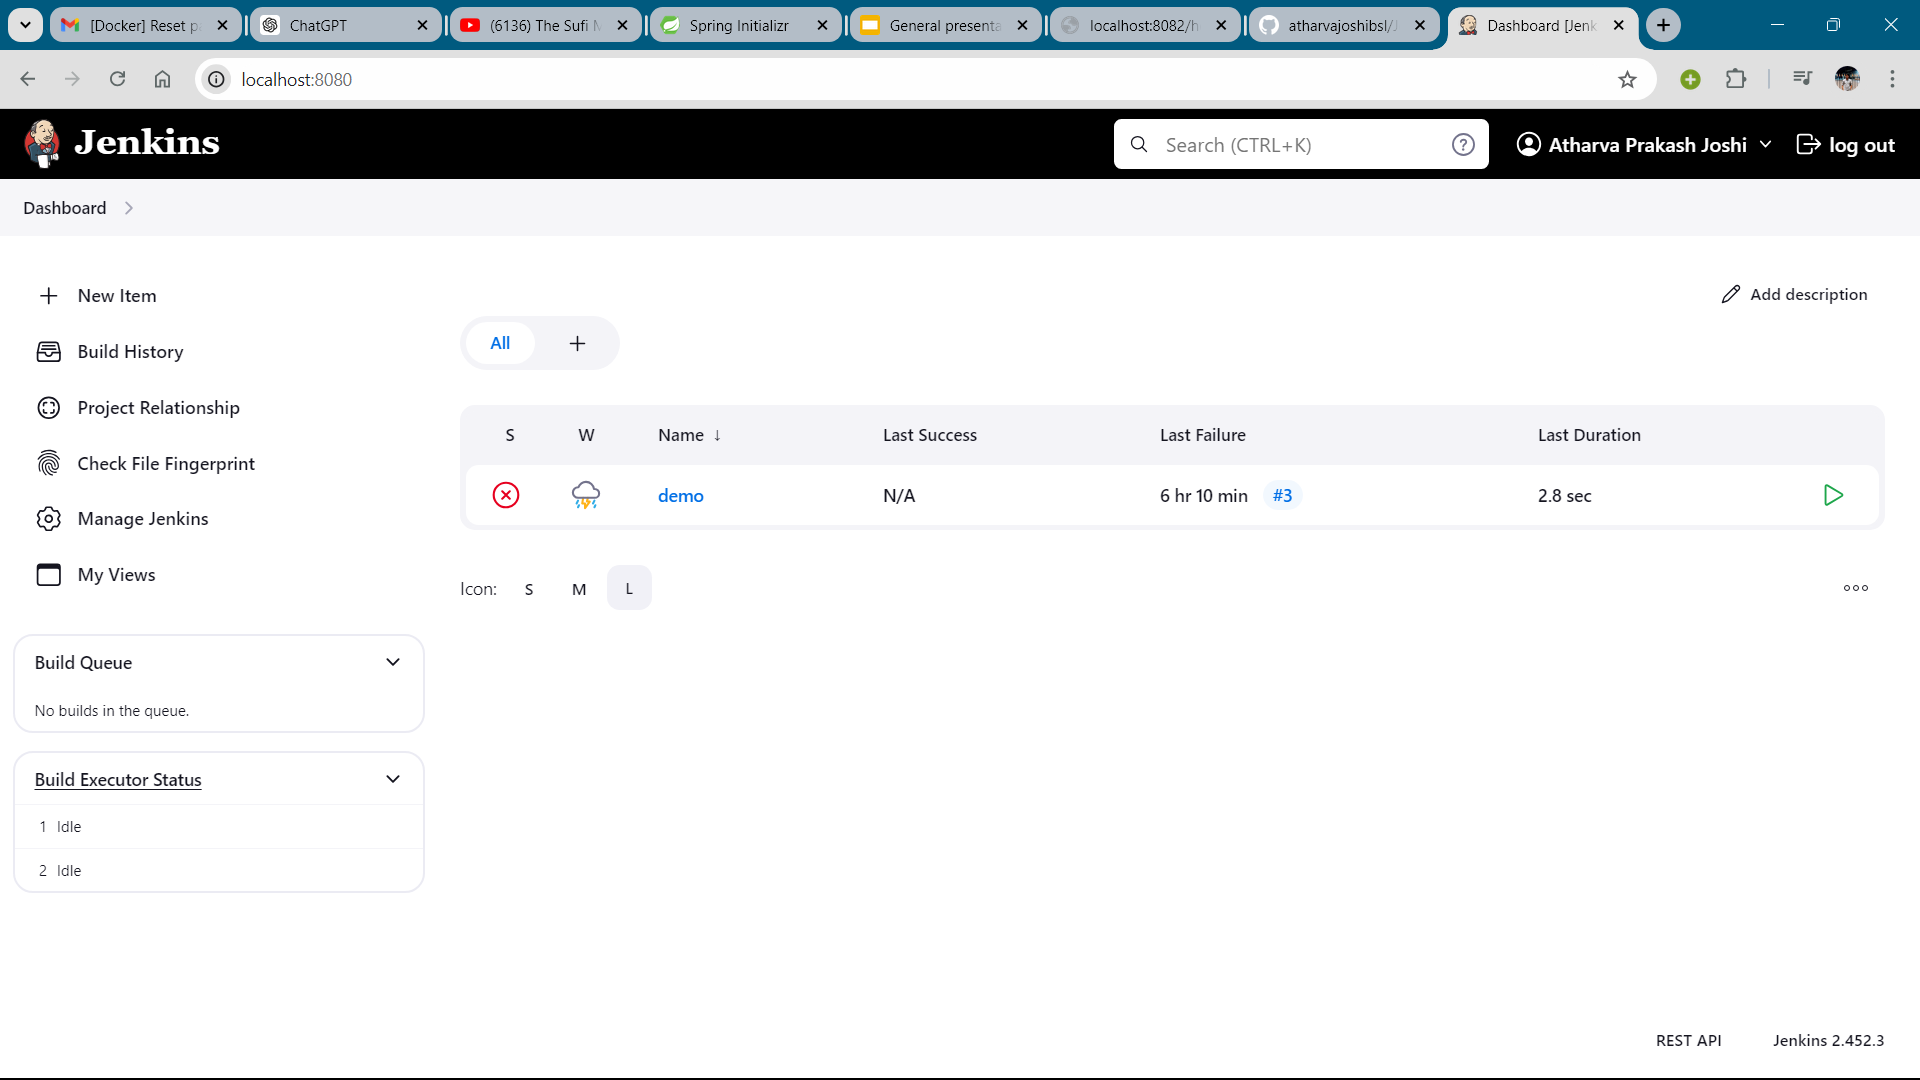 [Docker] Reset p
ChatGPT
(6136) The Sufi M
Spring Initializr
General presenta
localhost:8082/h
atharvajoshibsl/J
Dashboard [Jenk
localhost:8080
Jenkins
Search (CTRL+K)
Atharva Prakash Joshi
log out
Dashboard
New Item
Build History
Project Relationship
Check File Fingerprint
Manage Jenkins
My Views
Add description
All
S W Name ↓ Last Success Last Failure Last Duration
demo N/A 6 hr 10 min #3 2.8 sec
Icon: S M L
Build Queue
No builds in the queue.
Build Executor Status
1 Idle
2 Idle
REST API Jenkins 2.452.3